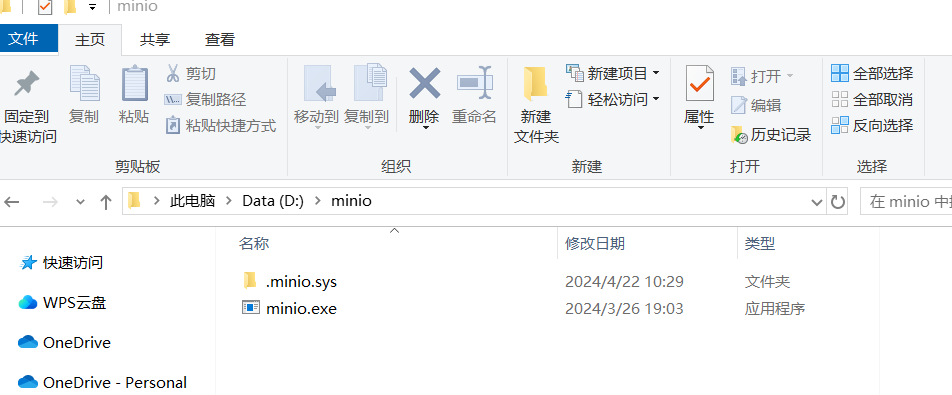 minio
文件 主页 共享 查看
固定到快速访问
复制
粘贴
剪切
复制路径
粘贴快捷方式
剪贴板
移动到
复制到
删除
重命名
组织
新建文件夹
新建项目
轻松访问
新建
属性
打开
编辑
历史记录
打开
全部选择
全部取消
反向选择
选择
此电脑 Data (D:) minio
在 minio 中
名称 修改日期 类型
快速访问
WPS云盘
OneDrive
OneDrive - Personal
.minio.sys 2024/4/22 10:29 文件夹
minio.exe 2024/3/26 19:03 应用程序